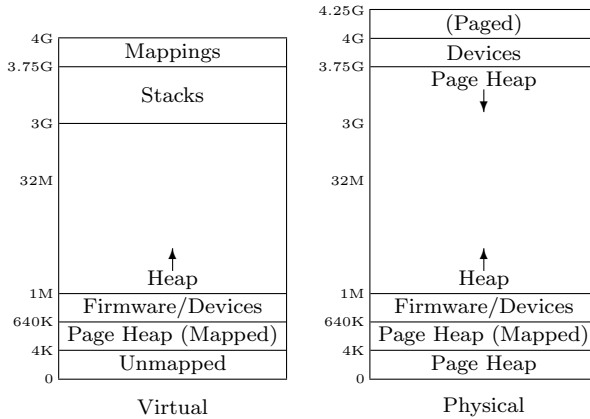 4G
Mappings
3.75G
Stacks
3G
32M
Heap
1M
Firmware/Devices
640K
Page Heap (Mapped)
4K
Unmapped
0
Virtual
4.25G
(Paged)
4G
Devices
3.75G
Page Heap
3G
32M
Heap
1M
Firmware/Devices
640K
Page Heap (Mapped)
4K
Page Heap
0
Physical